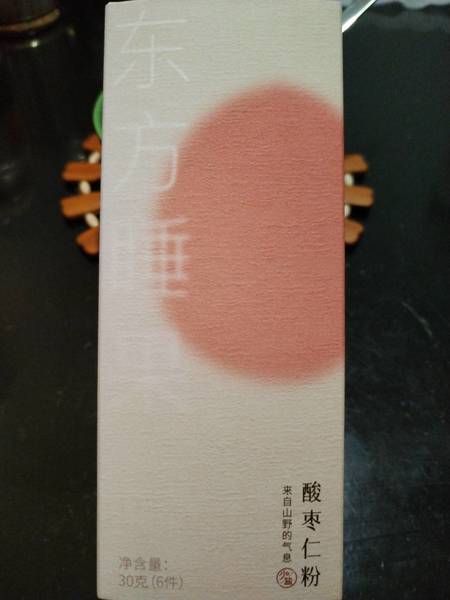 东方睡果
酸枣仁粉
来自山野的气息
净含量:
30克(6件)